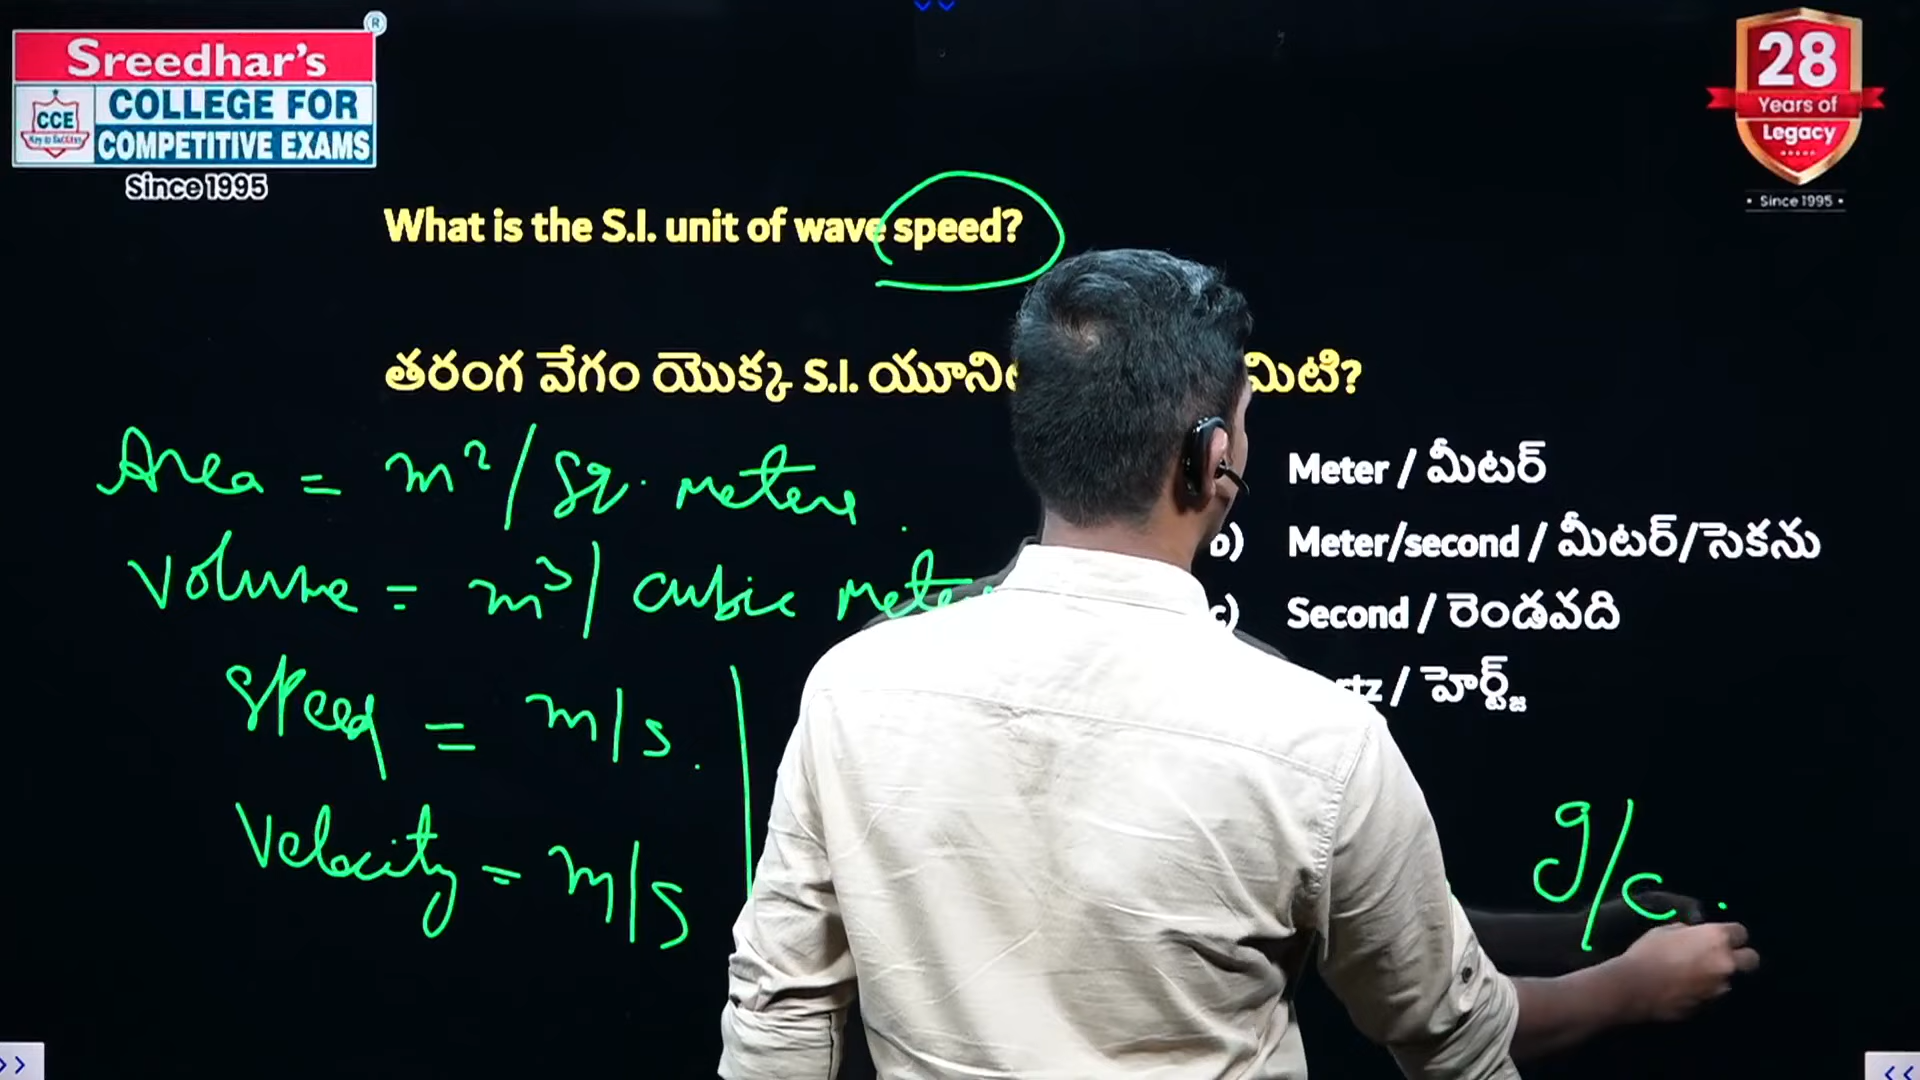 Sreedhar's
®
CCE
COLLEGE FOR
COMPETITIVE EXAMS
Since 1995
28
Years of
Legacy
• Since 1995 •
What is the S.I. unit of wave speed?
తరంగ వేగం యొక్క S.I.
Area = m²/Sq. meters.
Volume = m³/cubic
Speed = m/s.
Velocity = m/s
Meter / మీటర్
b) Meter/second / మీటర్/సెకను
c) Second / రెండవది
/ హెర్ట్జ్
g/c.